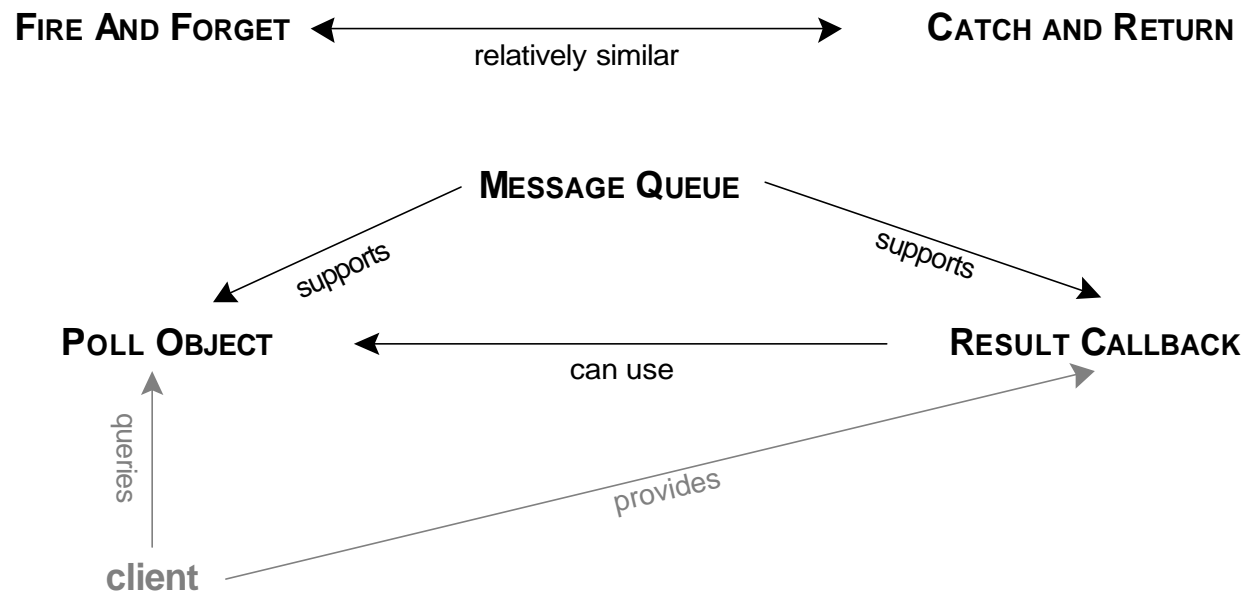 FIRE AND FORGET
CATCH AND RETURN
relatively similar
MESSAGE QUEUE
supports
supports
POLL OBJECT
RESULT CALLBACK
can use
queries
provides
client